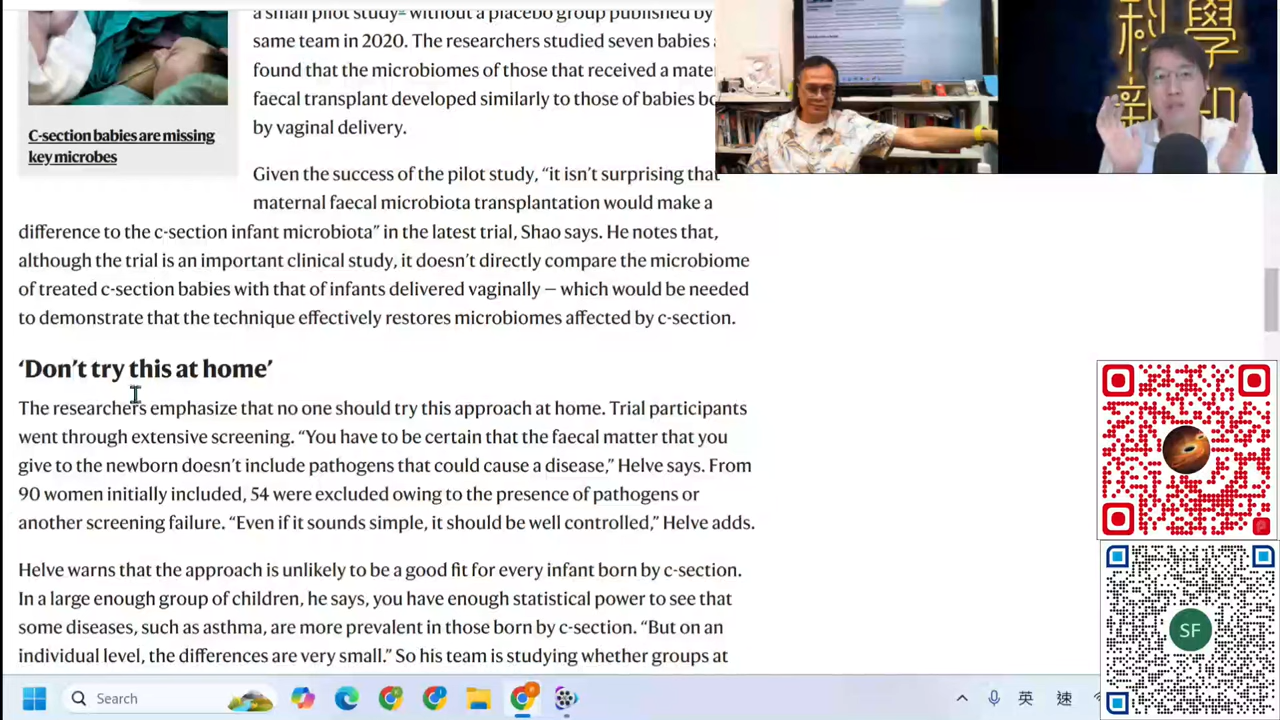 a small pilot study – without a placebo group published by
2020. The researchers
found that the microbiomes of those that received a mate
faecal transplant developed similarly to those of babies bo
by vaginal delivery.
C-section babies are missing
key microbes
Given the success of the pilot study, “it isn’t surprising that
maternal faecal microbiota transplantation would make a
difference to the c-section infant microbiota” in the latest trial, Shao says. He notes that,
although the trial is an important clinical study, it doesn’t directly compare the microbiome
of treated c-section babies with that of infants delivered vaginally — which would be needed
to demonstrate that the technique effectively restores microbiomes affected by c-section.
‘Don’t try this at home’
The researchers emphasize that no one should try this approach at home. Trial participants
went through extensive screening. “You have to be certain that the faecal matter that you
give to the newborn doesn’t include pathogens that could cause a disease,” Helve says. From
90 women initially included, 54 were excluded owing to the presence of pathogens or
another screening failure. “Even if it sounds simple, it should be well controlled,” Helve adds.
Helve warns that the approach is unlikely to be a good fit for every infant born by c-section.
In a large enough group of children, he says, you have enough statistical power to see that
some diseases, such as asthma, are more prevalent in those born by c-section. “But on an
individual level, the differences are very small.” So his team is studying whether groups at
科學
新知
SF
Search
英
速